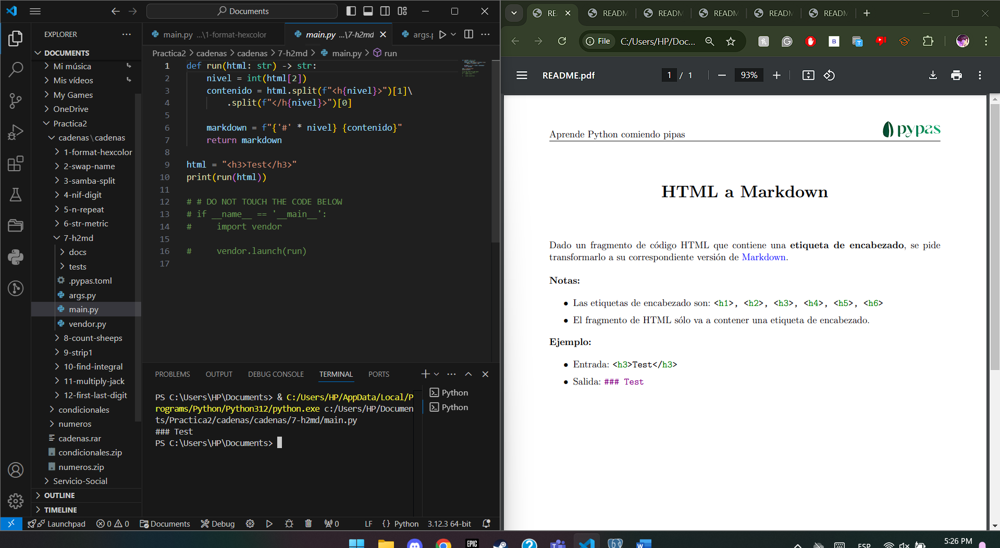 Documents
EXPLORER
DOCUMENTS
Mi música
Mis vídeos
My Games
OneDrive
Practica2
cadenas\cadenas
1-format-hexcolor
2-swap-name
3-samba-split
4-nif-digit
5-n-repeat
6-str-metric
7-h2md
docs
tests
.pypas.toml
args.py
main.py
vendor.py
8-count-sheeps
9-strip1
10-find-integral
11-multiply-jack
12-first-last-digit
condicionales
numeros
cadenas.rar
condicionales.zip
numeros.zip
Servicio-Social
OUTLINE
TIMELINE
main.py ...\1-format-hexcolor
main.py ...\7-h2md
args.p
Practica2 > cadenas > cadenas > 7-h2md > main.py > run
1 def run(html: str) -> str:
2 nivel = int(html[2])
3 contenido = html.split(f"<h{nivel}>")[1]\
4 .split(f"</h{nivel}>")[0]
5
6 markdown = f"{'#' * nivel} {contenido}"
7 return markdown
8
9 html = "<h3>Test</h3>"
10 print(run(html))
11
12 # # DO NOT TOUCH THE CODE BELOW
13 # if __name__ == '__main__':
14 # import vendor
15
16 # vendor.launch(run)
17
PROBLEMS OUTPUT DEBUG CONSOLE TERMINAL PORTS
PS C:\Users\HP\Documents> & C:/Users/HP/AppData/Local/P
rograms/Python/Python312/python.exe c:/Users/HP/Documen
ts/Practica2/cadenas/cadenas/7-h2md/main.py
### Test
PS C:\Users\HP\Documents>
Python
Python
Launchpad 0 0 Documents Debug 0 LF {} Python 3.12.3 64-bit
RE READM READM READM READM READM
File C:/Users/HP/Doc...
README.pdf 1 / 1 93%
Aprende Python comiendo pipas
pypas
HTML a Markdown
Dado un fragmento de código HTML que contiene una etiqueta de encabezado, se pide
transformarlo a su correspondiente versión de Markdown.
Notas:
• Las etiquetas de encabezado son: <h1>, <h2>, <h3>, <h4>, <h5>, <h6>
• El fragmento de HTML sólo va a contener una etiqueta de encabezado.
Ejemplo:
• Entrada: <h3>Test</h3>
• Salida: ### Test
EPIC
ESP
5:26 PM